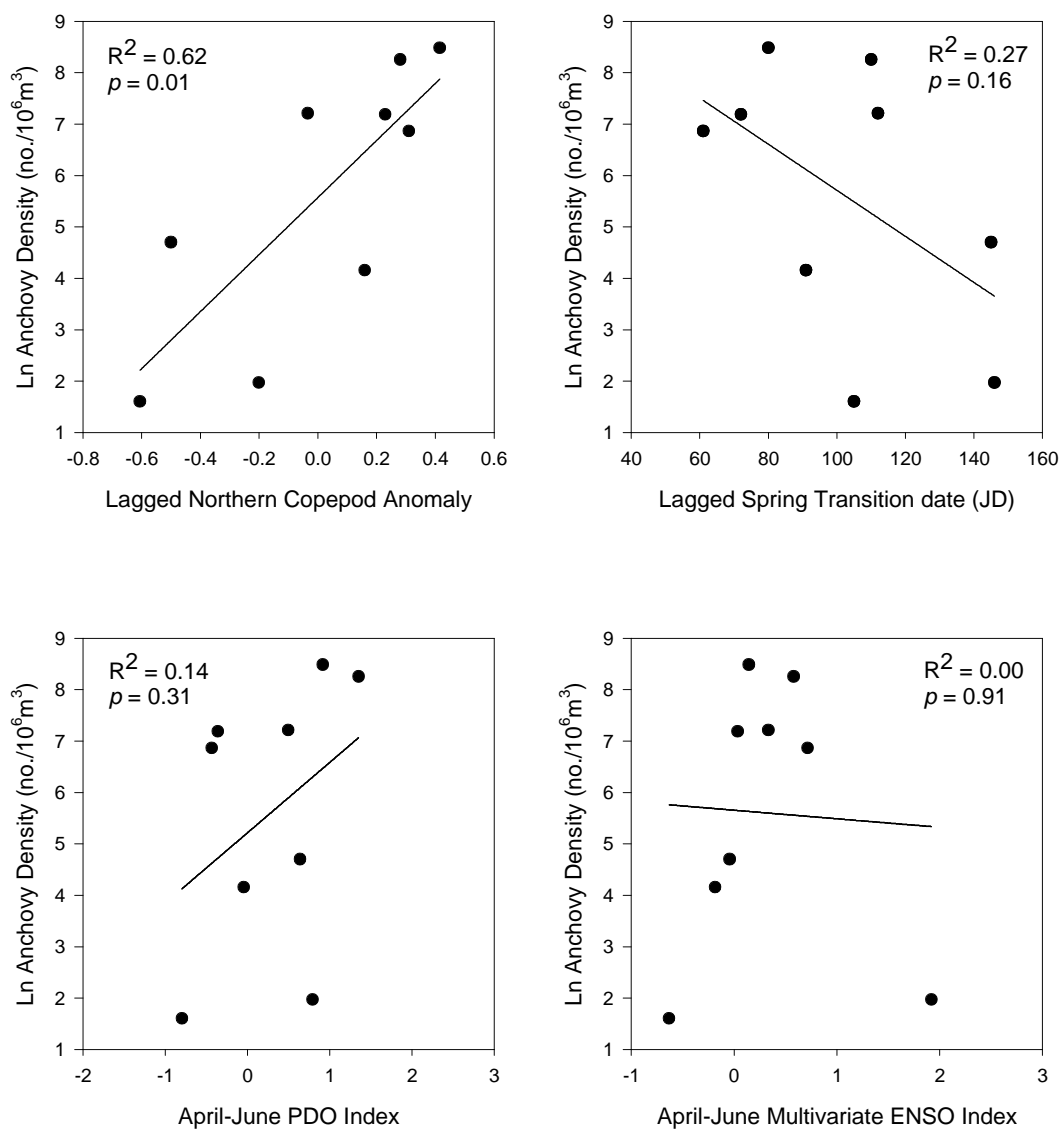 9
8
7
6
5
4
3
2
1
Ln Anchovy Density (no./10⁶m³)
R² = 0.62
p = 0.01
-0.8 -0.6 -0.4 -0.2 0.0 0.2 0.4 0.6
Lagged Northern Copepod Anomaly
9
8
7
6
5
4
3
2
1
Ln Anchovy Density (no./10⁶m³)
R² = 0.27
p = 0.16
40 60 80 100 120 140 160
Lagged Spring Transition date (JD)
9
8
7
6
5
4
3
2
1
Ln Anchovy Density (no./10⁶m³)
R² = 0.14
p = 0.31
-2 -1 0 1 2 3
April-June PDO Index
9
8
7
6
5
4
3
2
1
Ln Anchovy Density (no./10⁶m³)
R² = 0.00
p = 0.91
-1 0 1 2 3
April-June Multivariate ENSO Index